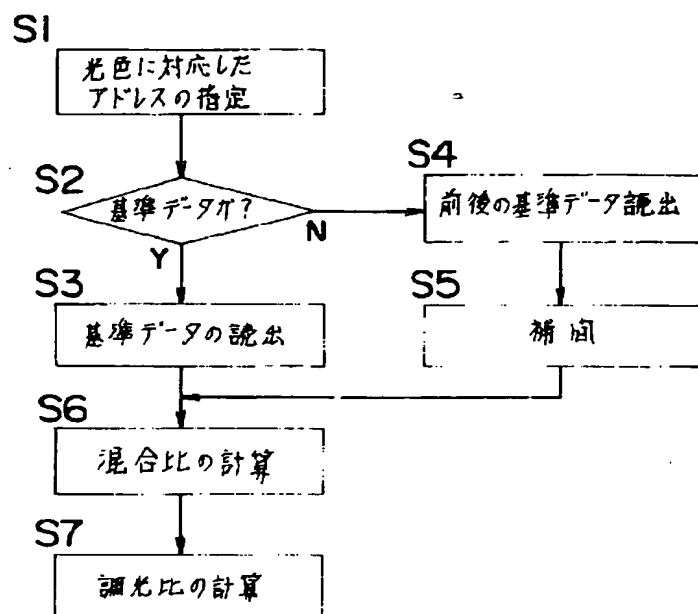 S1
光色に対応した
アドレスの指定
S2
基準データか?
N
Y
S4
前後の基準データ読出
S3
基準データの読出
S5
補間
S6
混合比の計算
S7
調光比の計算